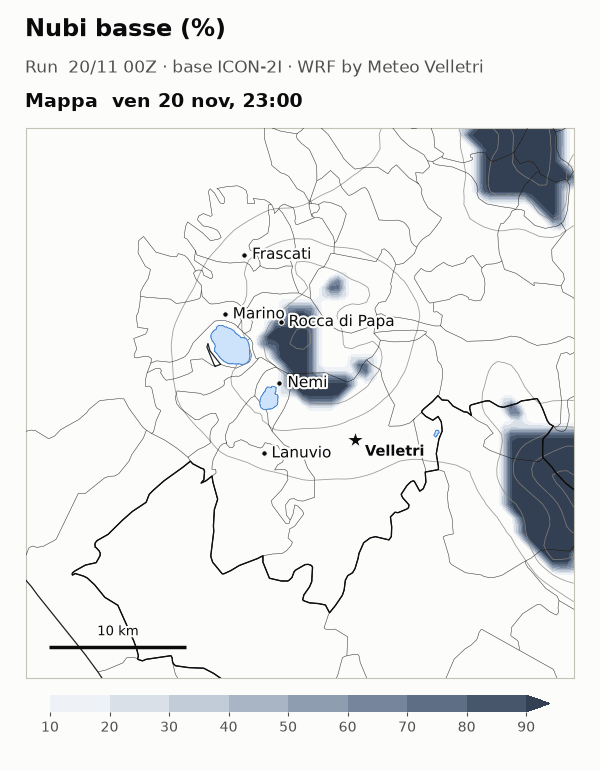 Nubi basse (%)
Run  20/11 00Z · base ICON-2I · WRF by Meteo Velletri
Mappa  ven 20 nov, 23:00
Frascati
Marino
Rocca di Papa
Nemi
Velletri
Lanuvio
10 km
10 20 30 40 50 60 70 80 90